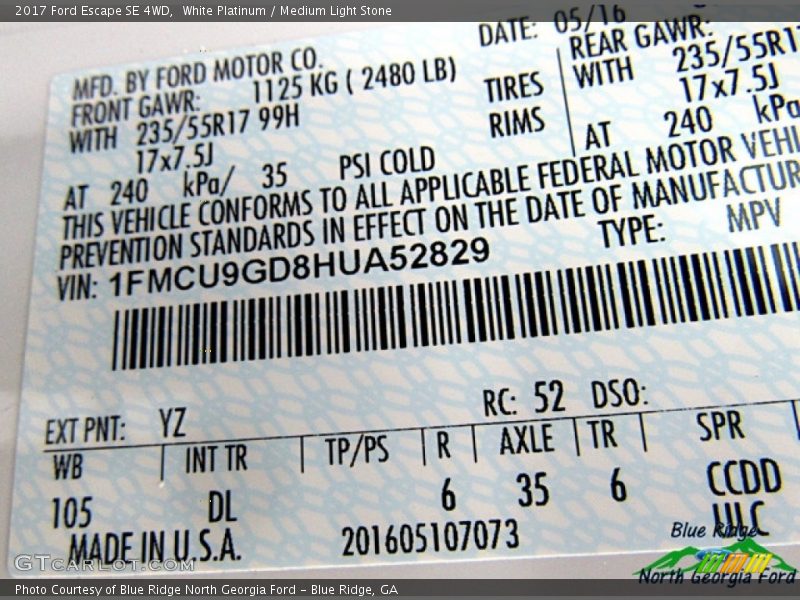 2017 Ford Escape SE 4WD, White Platinum / Medium Light Stone
DATE: 05/16
MFD. BY FORD MOTOR CO.
FRONT GAWR: 1125 KG ( 2480 LB)
REAR GAWR:
WITH 235/55R17 99H TIRES
WITH 235/55R17
17x7.5J RIMS
17x7.5J
AT 240 kPa/ 35 PSI COLD
AT 240 kPa
THIS VEHICLE CONFORMS TO ALL APPLICABLE FEDERAL MOTOR VEHI
PREVENTION STANDARDS IN EFFECT ON THE DATE OF MANUFACTUR
VIN: 1FMCU9GD8HUA52829
TYPE: MPV
RC: 52 DSO:
EXT PNT: YZ
WB INT TR TP/PS R AXLE TR SPR
105 DL 6 35 6 CCDD
MADE IN U.S.A. 201605107073
GTCarLot.com
Blue Ridge
North Georgia Ford
Photo Courtesy of Blue Ridge North Georgia Ford – Blue Ridge, GA